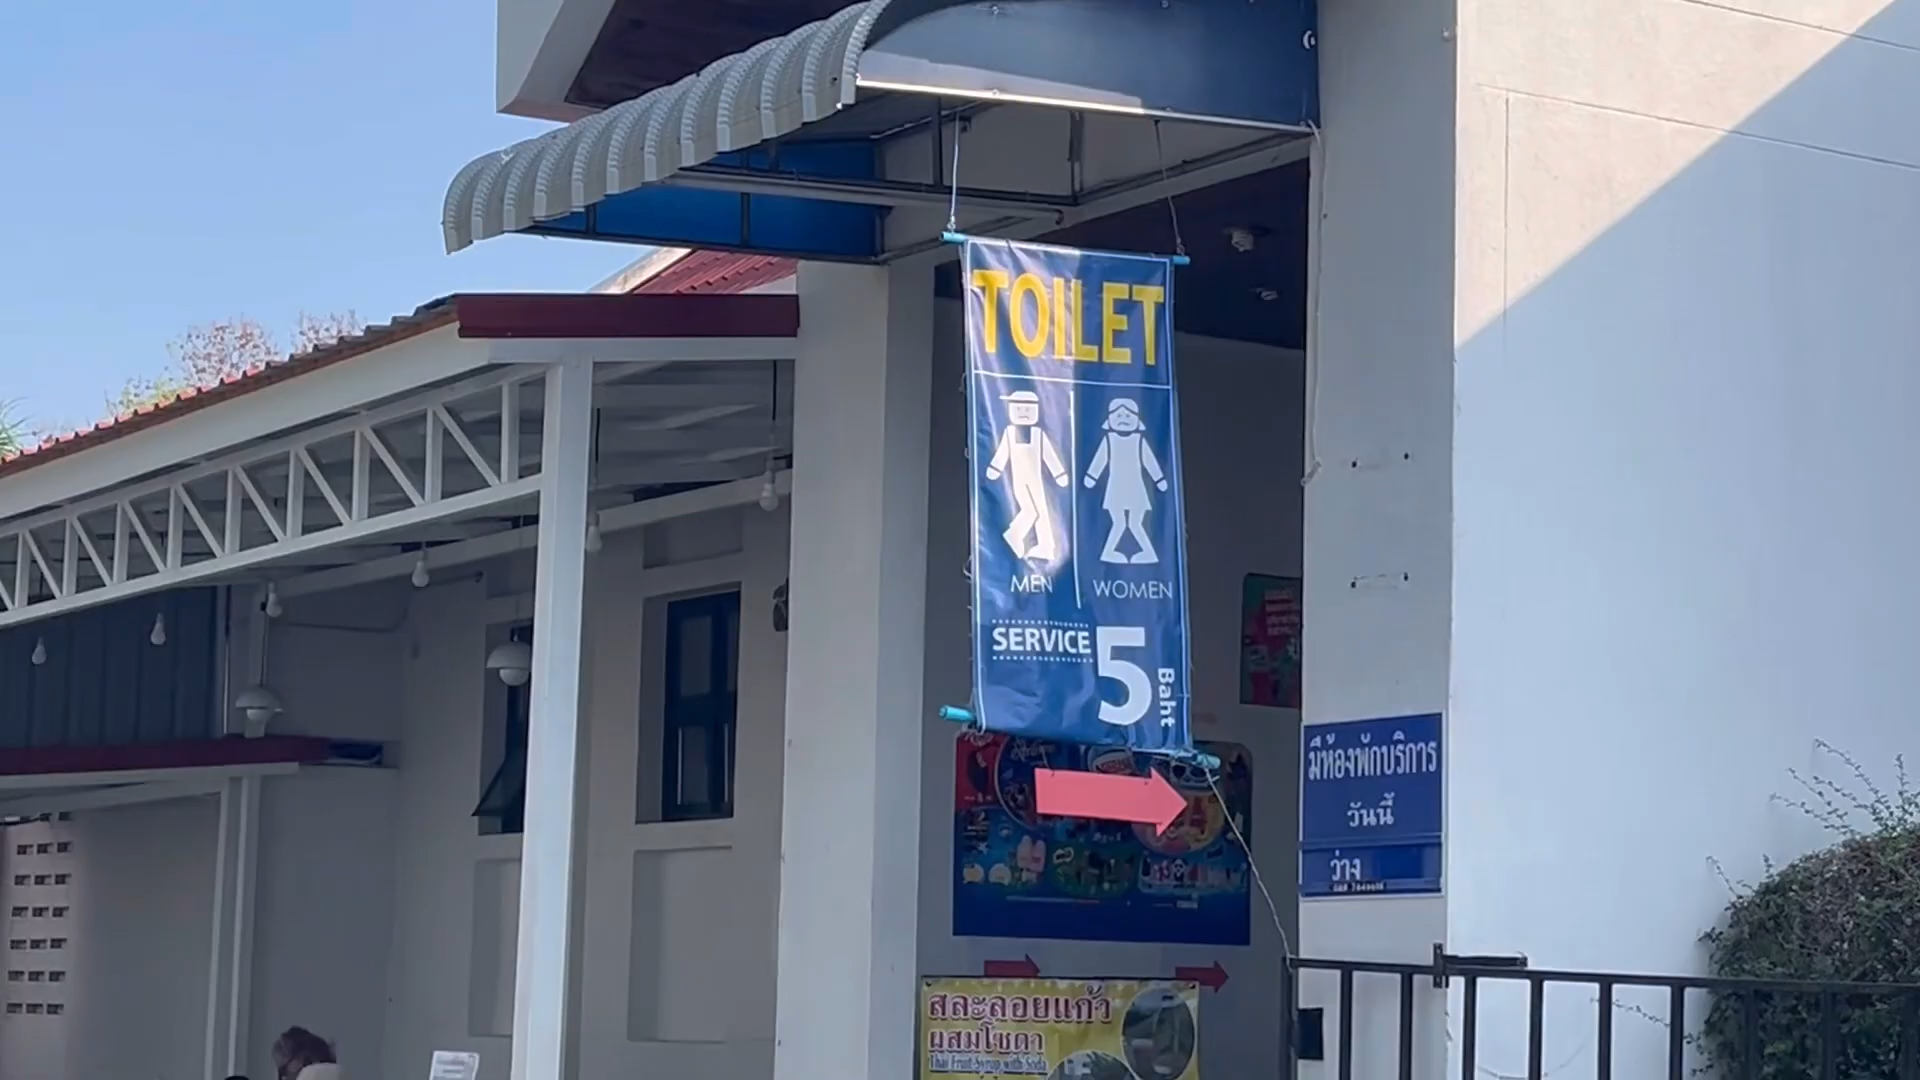 TOILET
MEN
WOMEN
SERVICE
5
Baht
มีห้องพักบริการ
วันนี้
ว่าง
สละลอยแก้ว
ผสมโซดา
Thai Fruit Syrup with Soda